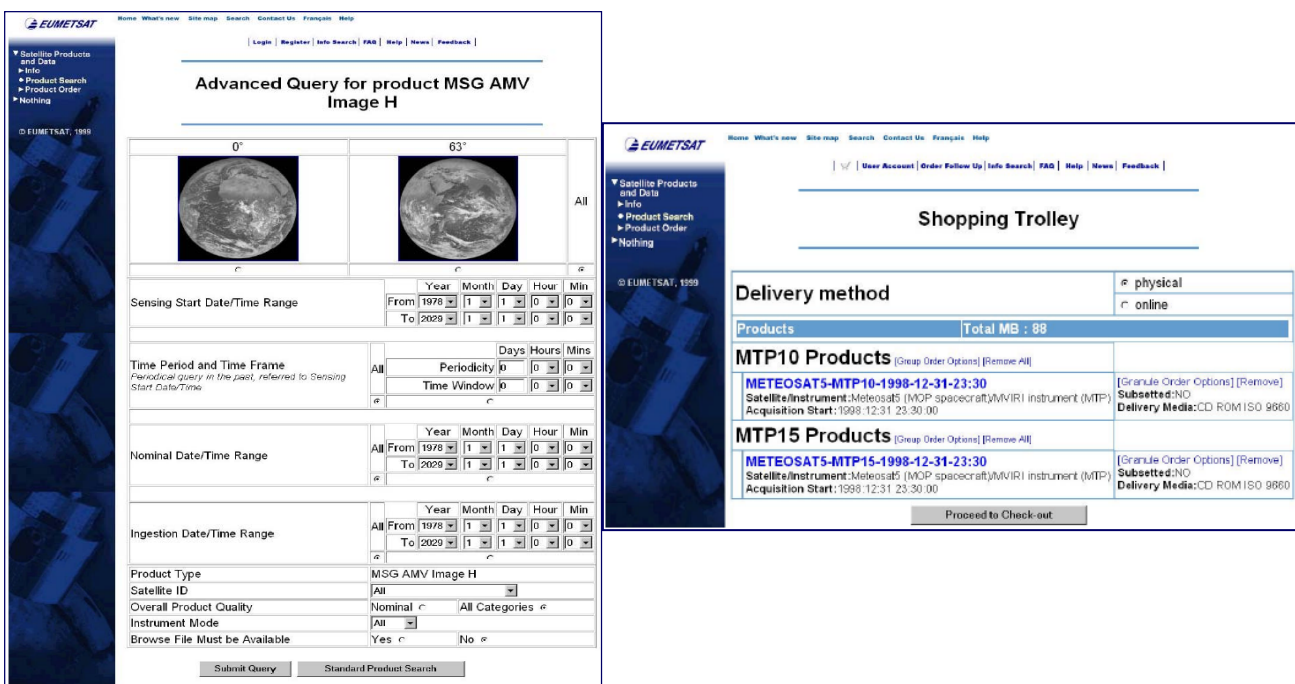 EUMETSAT
Home What's new Site map Search Contact Us Français Help
| Login | Register | Info Search | FAQ | Help | News | Feedback |
Satellite Products
and Data
Info
Product Search
Product Order
Nothing
© EUMETSAT, 1999
Advanced Query for product MSG AMV
Image H
0° 63°
All
Year Month Day Hour Min
Sensing Start Date/Time Range
From 1978 1 1 0 0
To 2029 1 1 0 0
Days Hours Mins
Time Period and Time Frame
Periodical query in the past, referred to Sensing
Start Date/Time
All
Periodicity 0 0 0
Time Window 0 0 0
Year Month Day Hour Min
Nominal Date/Time Range
All From 1978 1 1 0 0
To 2029 1 1 0 0
Year Month Day Hour Min
Ingestion Date/Time Range
All From 1978 1 1 0 0
To 2029 1 1 0 0
Product Type MSG AMV Image H
Satellite ID All
Overall Product Quality Nominal All Categories
Instrument Mode All
Browse File Must be Available Yes No
Submit Query Standard Product Search
EUMETSAT
Home What's new Site map Search Contact Us Français Help
| User Account | Order Follow Up | Info Search | FAQ | Help | News | Feedback |
Satellite Products
and Data
Info
Product Search
Product Order
Nothing
© EUMETSAT, 1999
Shopping Trolley
Delivery method
physical
online
Products Total MB : 88
MTP10 Products [Group Order Options] [Remove All]
METEOSAT5-MTP10-1998-12-31-23:30 [Granule Order Options] [Remove]
Satellite/Instrument:Meteosat5 (MOP spacecraft)/MVIRI instrument (MTP) Subsetted:NO
Acquisition Start:1998:12:31 23:30:00 Delivery Media:CD ROM ISO 9660
MTP15 Products [Group Order Options] [Remove All]
METEOSAT5-MTP15-1998-12-31-23:30 [Granule Order Options] [Remove]
Satellite/Instrument:Meteosat5 (MOP spacecraft)/MVIRI instrument (MTP) Subsetted:NO
Acquisition Start:1998:12:31 23:30:00 Delivery Media:CD ROM ISO 9660
Proceed to Check-out